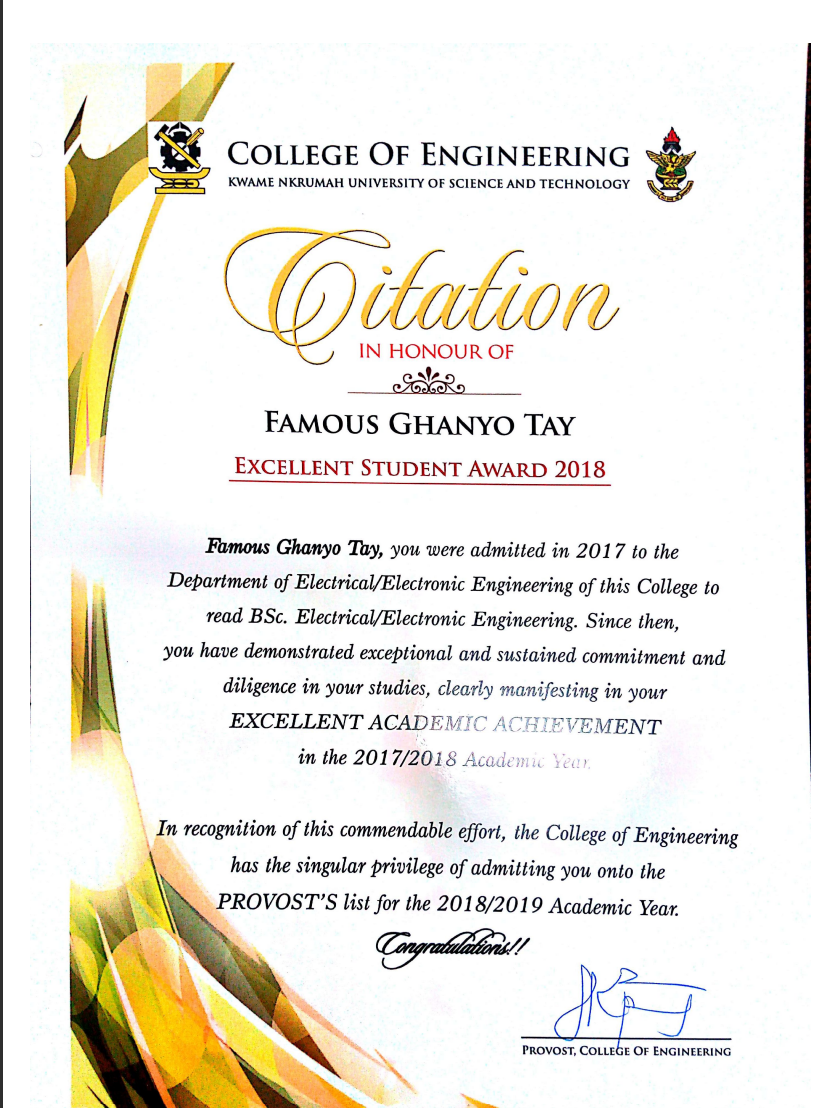 COLLEGE OF ENGINEERING
KWAME NKRUMAH UNIVERSITY OF SCIENCE AND TECHNOLOGY
Citation
IN HONOUR OF
FAMOUS GHANYO TAY
EXCELLENT STUDENT AWARD 2018
Famous Ghanyo Tay, you were admitted in 2017 to the
Department of Electrical/Electronic Engineering of this College to
read BSc. Electrical/Electronic Engineering. Since then,
you have demonstrated exceptional and sustained commitment and
diligence in your studies, clearly manifesting in your
EXCELLENT ACADEMIC ACHIEVEMENT
in the 2017/2018 Academic Year.
In recognition of this commendable effort, the College of Engineering
has the singular privilege of admitting you onto the
PROVOST'S list for the 2018/2019 Academic Year.
Congratulations!!
PROVOST, COLLEGE OF ENGINEERING